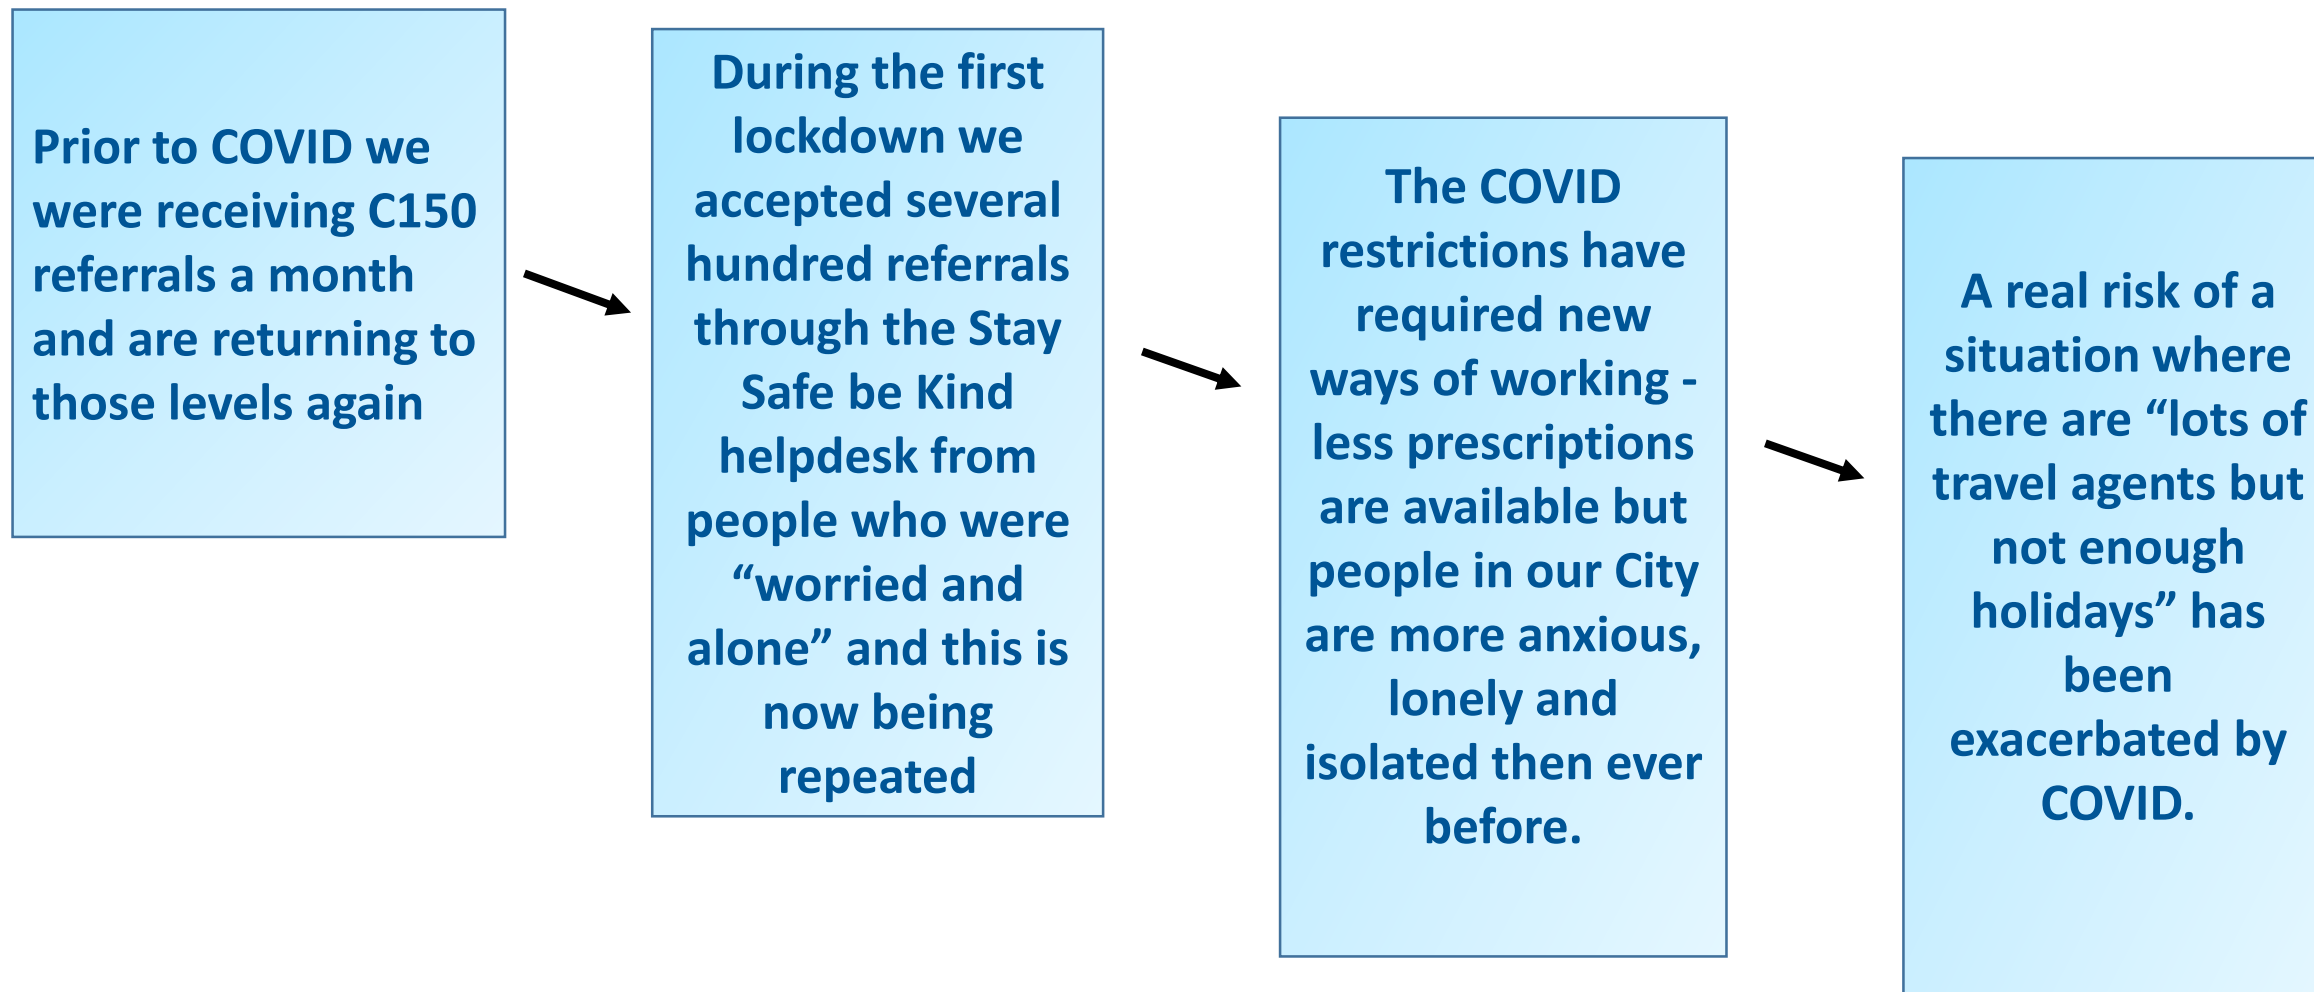 Prior to COVID we
were receiving C150
referrals a month
and are returning to
those levels again
During the first
lockdown we
accepted several
hundred referrals
through the Stay
Safe be Kind
helpdesk from
people who were
“worried and
alone” and this is
now being
repeated
The COVID
restrictions have
required new
ways of working -
less prescriptions
are available but
people in our City
are more anxious,
lonely and
isolated then ever
before.
A real risk of a
situation where
there are “lots of
travel agents but
not enough
holidays” has
been
exacerbated by
COVID.